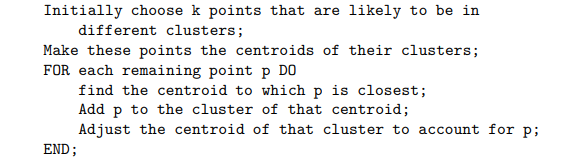 Initially choose k points that are likely to be in
different clusters;
Make these points the centroids of their clusters;
FOR each remaining point p DO
find the centroid to which p is closest;
Add p to the cluster of that centroid;
Adjust the centroid of that cluster to account for p;
END;